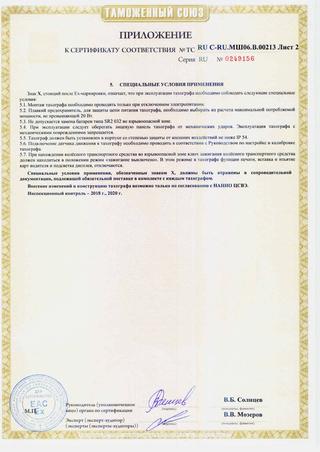 ТАМОЖЕННЫЙ СОЮЗ
ПРИЛОЖЕНИЕ
К СЕРТИФИКАТУ СООТВЕТСТВИЯ № ТС RU C-RU.МШ06.В.00213 Лист 2
Серия RU № 0249156
5. СПЕЦИАЛЬНЫЕ УСЛОВИЯ ПРИМЕНЕНИЯ
Знак Х, стоящий после Ex-маркировки, означает, что при эксплуатации тахографа необходимо соблюдать следующие специальные
условия:
5.1. Монтаж тахографа необходимо проводить только при отключенном электропитании.
5.2. Плавкий предохранитель, для защиты цепи питания тахографа, необходимо выбирать из расчета максимальной потребляемой
мощности, не превышающей 20 Вт.
5.3. Не допускается замена батареи типа SR2 032 во взрывоопасной зоне.
5.4. При эксплуатации следует оберегать лицевую панель тахографа от механических ударов. Эксплуатация тахографа с
механическими повреждениями запрещается.
5.5. Тахограф должен быть установлен в корпусе со степенью защиты от внешних воздействий не ниже IP 54.
5.6. Подключение датчика движения к тахографу необходимо проводить в соответствии с Руководством по настройке и калибровке
тахографа.
5.7. При нахождении колёсного транспортного средства во взрывоопасной зоне ключ зажигания колёсного транспортного средства
должен находиться в положении режим «зажигание выключено». В этом режиме в тахографе функции печати, вставка и изъятие
карт водителя и подсветка дисплея, отключаются.
Специальные условия применения, обозначенные знаком Х, должны быть отражены в сопроводительной
документации, подлежащей обязательной поставке в комплекте с каждым тахографом.
Внесение изменений в конструкцию тахографа возможно только по согласованию с НАНИО ЦСВЭ.
Инспекционный контроль - 2018 г., 2020 г.
EAC
Ex
М.П.
Руководитель (уполномоченное
лицо) органа по сертификации
(подпись)
В.Б. Солнцев
Эксперт (эксперт-аудитор)
(эксперты (эксперты-аудиторы))
(подпись)
В.В. Мозеров